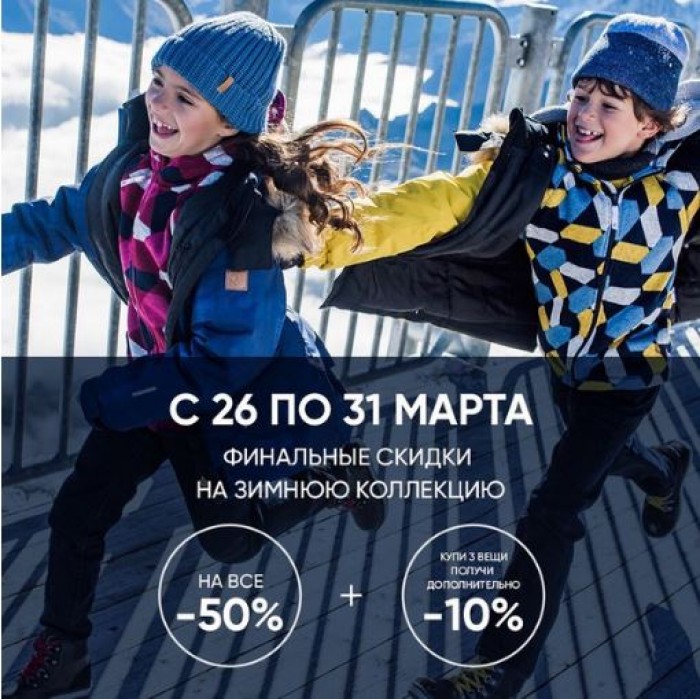 С 26 ПО 31 МАРТА
ФИНАЛЬНЫЕ СКИДКИ
НА ЗИМНЮЮ КОЛЛЕКЦИЮ
НА ВСЕ
-50%
+
КУПИ 3 ВЕЩИ
ПОЛУЧИ
ДОПОЛНИТЕЛЬНО
-10%